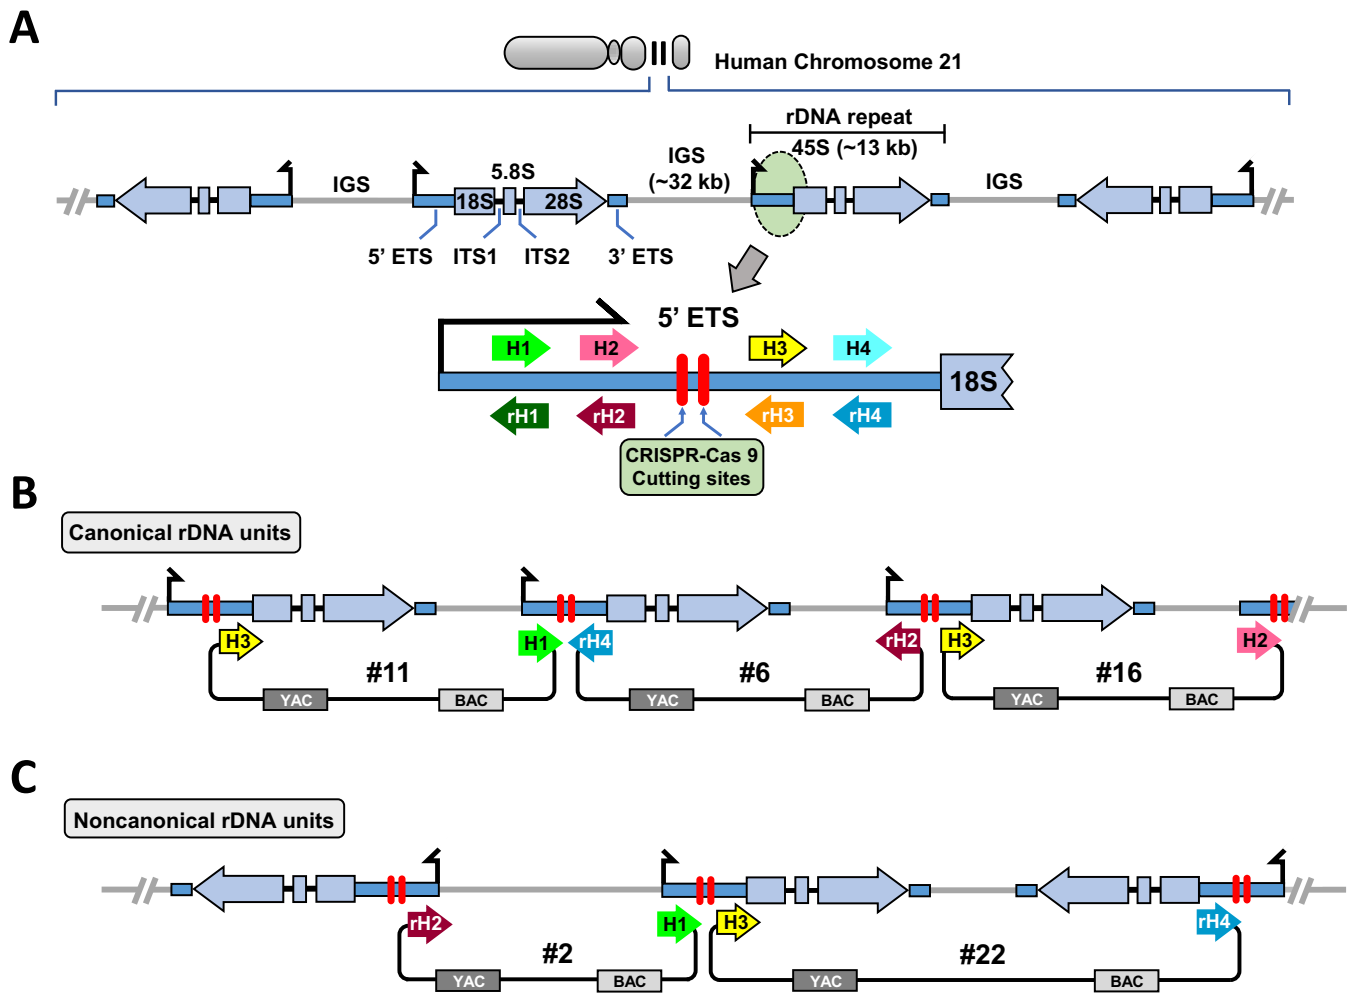 A
Human Chromosome 21
rDNA repeat
45S (~13 kb)
IGS
5.8S
IGS
(~32 kb)
IGS
18S
28S
5’ ETS
ITS1
ITS2
3’ ETS
5’ ETS
H1
H2
H3
H4
18S
rH1
rH2
rH3
rH4
CRISPR-Cas 9
Cutting sites
B
Canonical rDNA units
H3
H1
rH4
rH2
H3
H2
#11
#6
#16
YAC
BAC
YAC
BAC
YAC
BAC
C
Noncanonical rDNA units
rH2
H1
H3
rH4
#2
#22
YAC
BAC
YAC
BAC